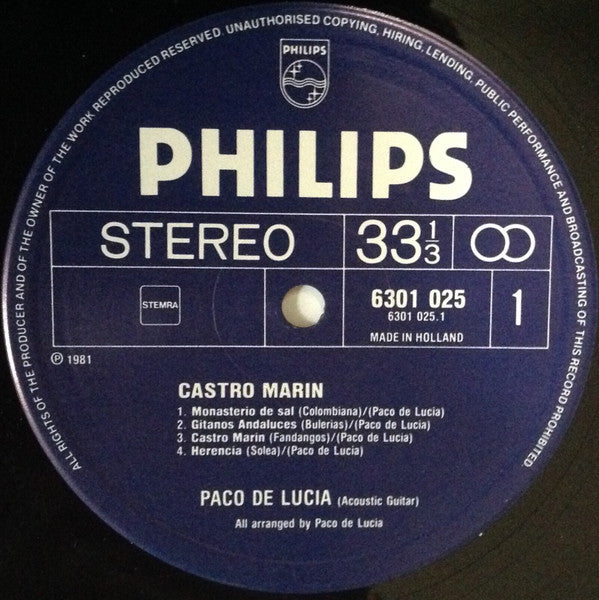 ALL RIGHTS OF THE PRODUCER AND OF THE OWNER OF THE WORK REPRODUCED RESERVED. UNAUTHORISED COPYING, HIRING, LENDING, PUBLIC PERFORMANCE AND BROADCASTING OF THIS RECORD PROHIBITED.
PHILIPS
PHILIPS
STEREO
33 1/3
STEMRA
6301 025
6301 025.1
MADE IN HOLLAND
1
℗ 1981
CASTRO MARIN
1. Monasterio de sal (Colombiana)/(Paco de Lucia)
2. Gitanos Andaluces (Bulerias)/(Paco de Lucia)
3. Castro Marin (Fandangos)/(Paco de Lucia)
4. Herencia (Solea)/(Paco de Lucia)
PACO DE LUCIA (Acoustic Guitar)
All arranged by Paco de Lucia